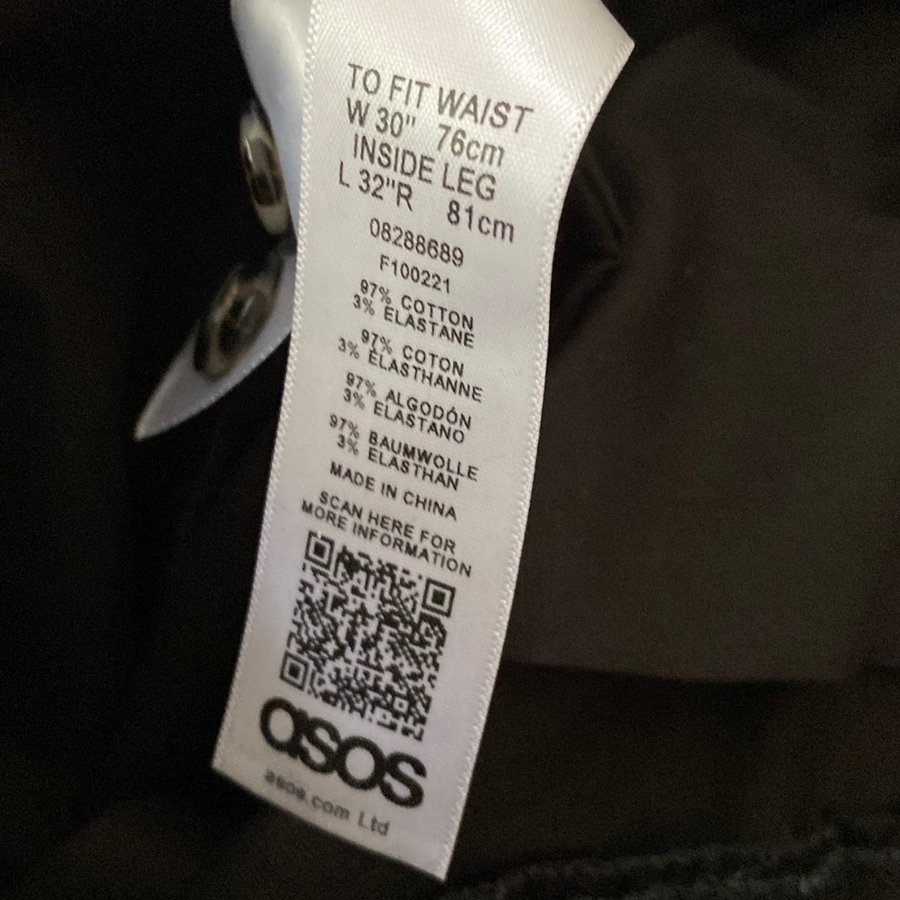 TO FIT WAIST
W 30" 76cm
INSIDE LEG
L 32"R 81cm
08288689
F100221
97% COTTON
3% ELASTANE
97% COTON
3% ÉLASTHANNE
97% ALGODÓN
3% ELASTANO
97% BAUMWOLLE
3% ELASTHAN
MADE IN CHINA
SCAN HERE FOR
MORE INFORMATION
asos
asos.com Ltd